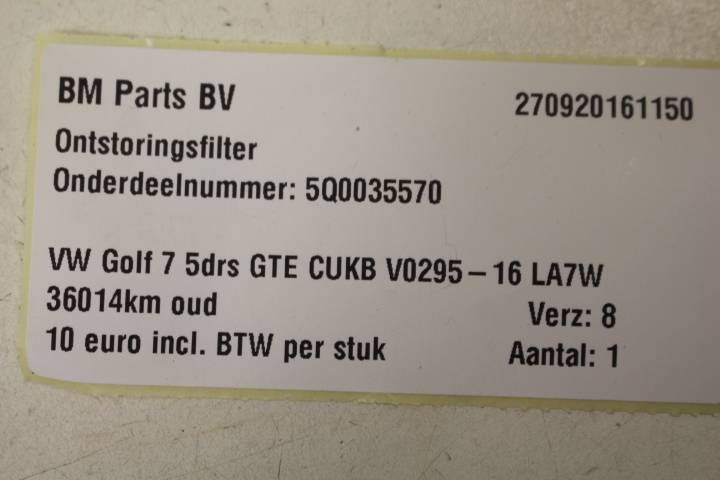 BM Parts BV 270920161150
Ontstoringsfilter
Onderdeelnummer: 5Q0035570
VW Golf 7 5drs GTE CUKB V0295-16 LA7W
36014km oud Verz: 8
10 euro incl. BTW per stuk Aantal: 1